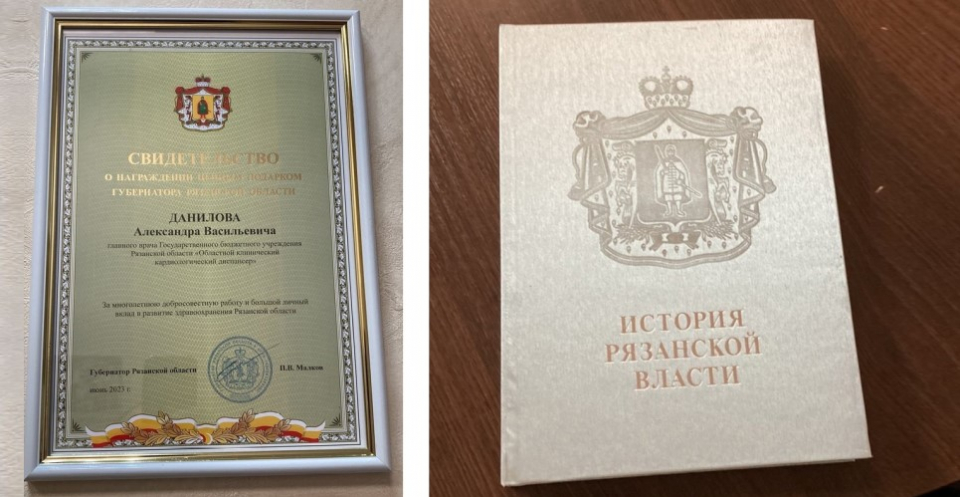 СВИДЕТЕЛЬСТВО
О НАГРАЖДЕНИИ ЦЕННЫМ ПОДАРКОМ
ГУБЕРНАТОРА РЯЗАНСКОЙ ОБЛАСТИ
ДАНИЛОВА
Александра Васильевича
главного врача Государственного бюджетного учреждения
Рязанской области «Областной клинический
кардиологический диспансер»
За многолетнюю добросовестную работу и большой личный
вклад в развитие здравоохранения Рязанской области
Губернатор Рязанской области
П.В. Малков
июнь 2023 г.
ИСТОРИЯ
РЯЗАНСКОЙ
ВЛАСТИ